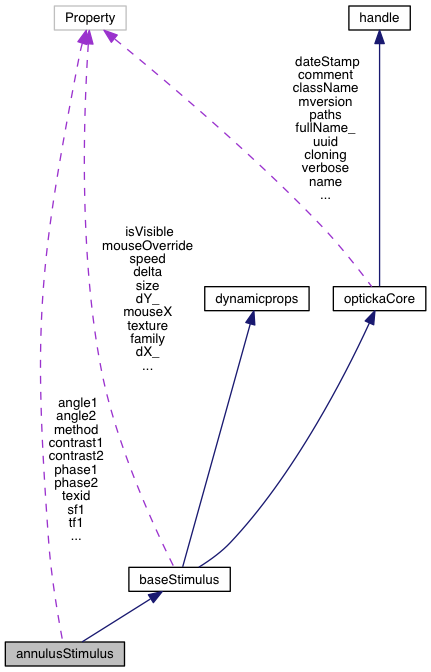 Property
handle
dateStamp
comment
className
mversion
paths
fullName_
uuid
cloning
verbose
name
...
isVisible
mouseOverride
speed
delta
size
dY_
mouseX
texture
family
dX_
...
dynamicprops
optickaCore
angle1
angle2
method
contrast1
contrast2
phase1
phase2
texid
sf1
tf1
...
baseStimulus
annulusStimulus